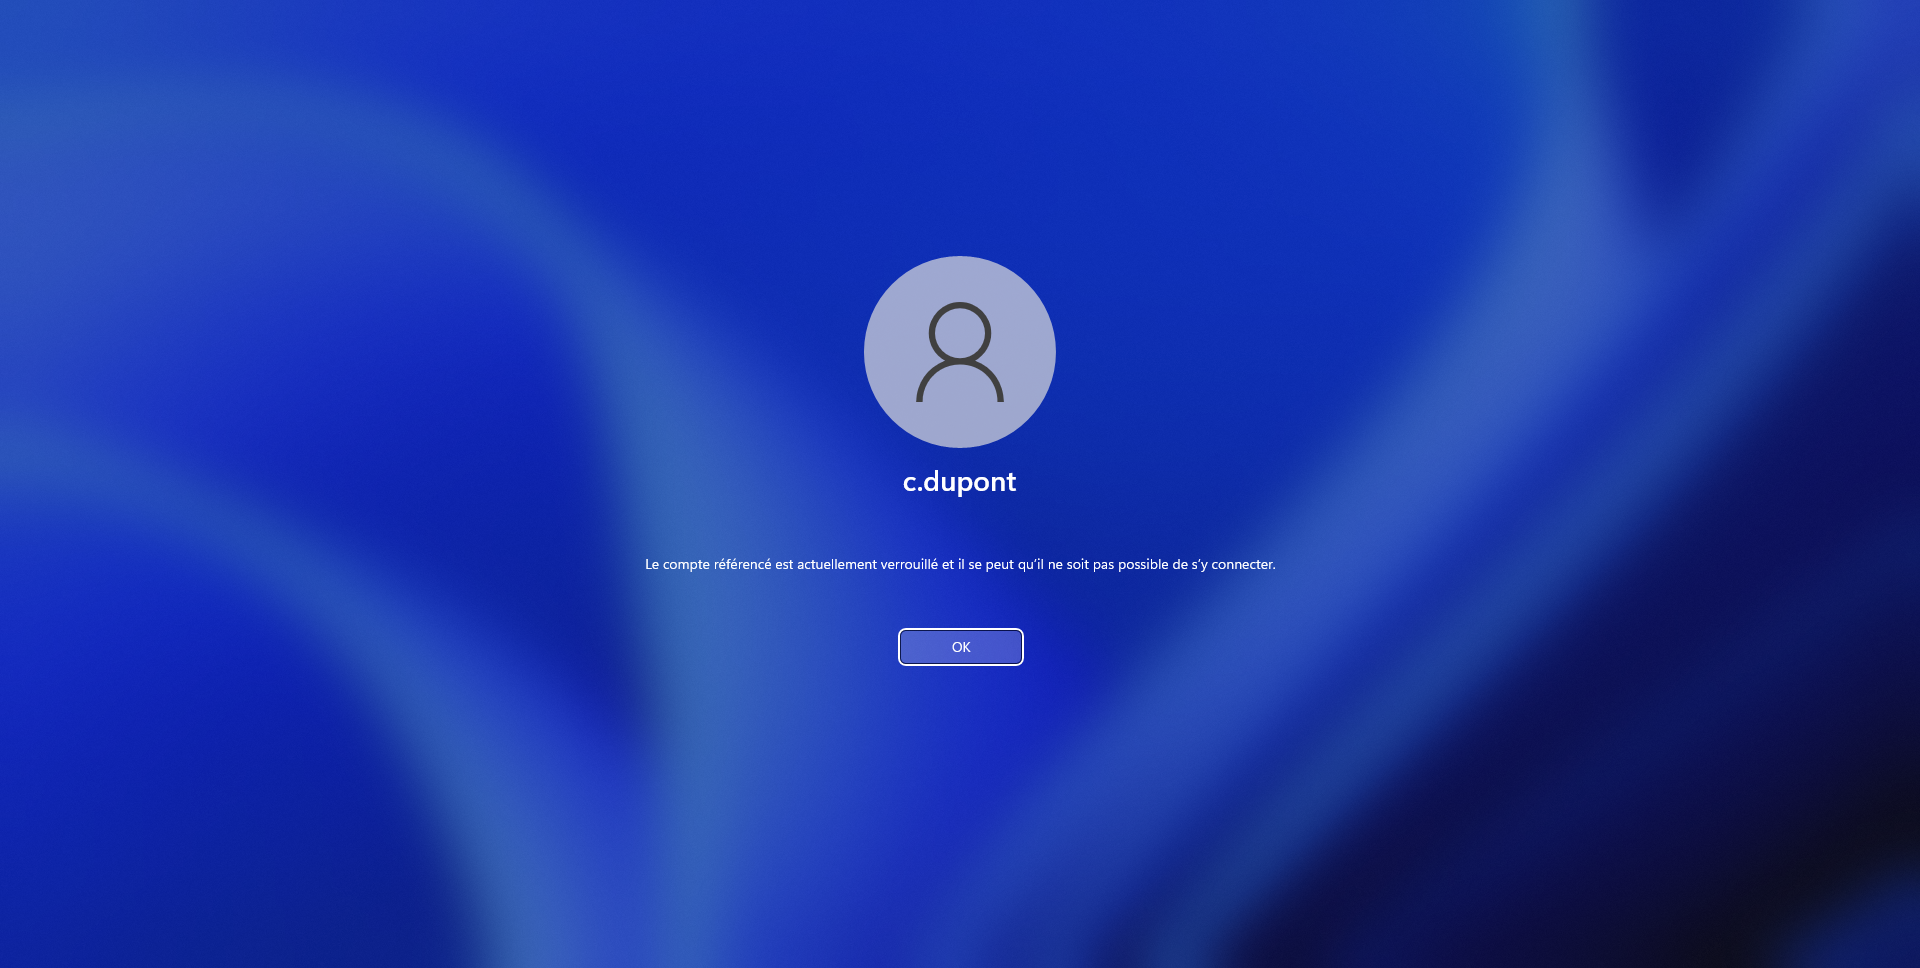 c.dupont
Le compte référencé est actuellement verrouillé et il se peut qu’il ne soit pas possible de s’y connecter.
OK